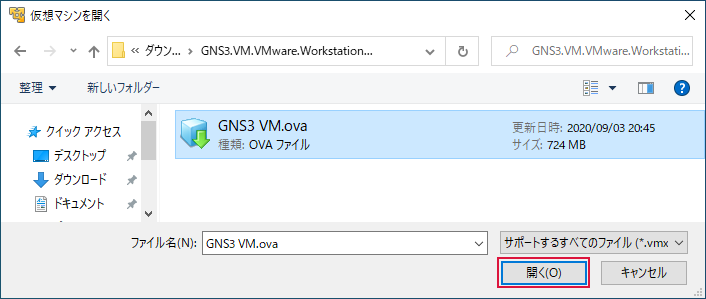 仮想マシンを開く
« ダウン... › GNS3.VM.VMware.Workstation...
GNS3.VM.VMware.Workstati...
整理 新しいフォルダー
クイック アクセス
デスクトップ
ダウンロード
ドキュメント
GNS3 VM.ova
種類: OVA ファイル
更新日時: 2020/09/03 20:45
サイズ: 724 MB
ファイル名(N): GNS3 VM.ova
サポートするすべてのファイル (*.vmx
開く(O) キャンセル